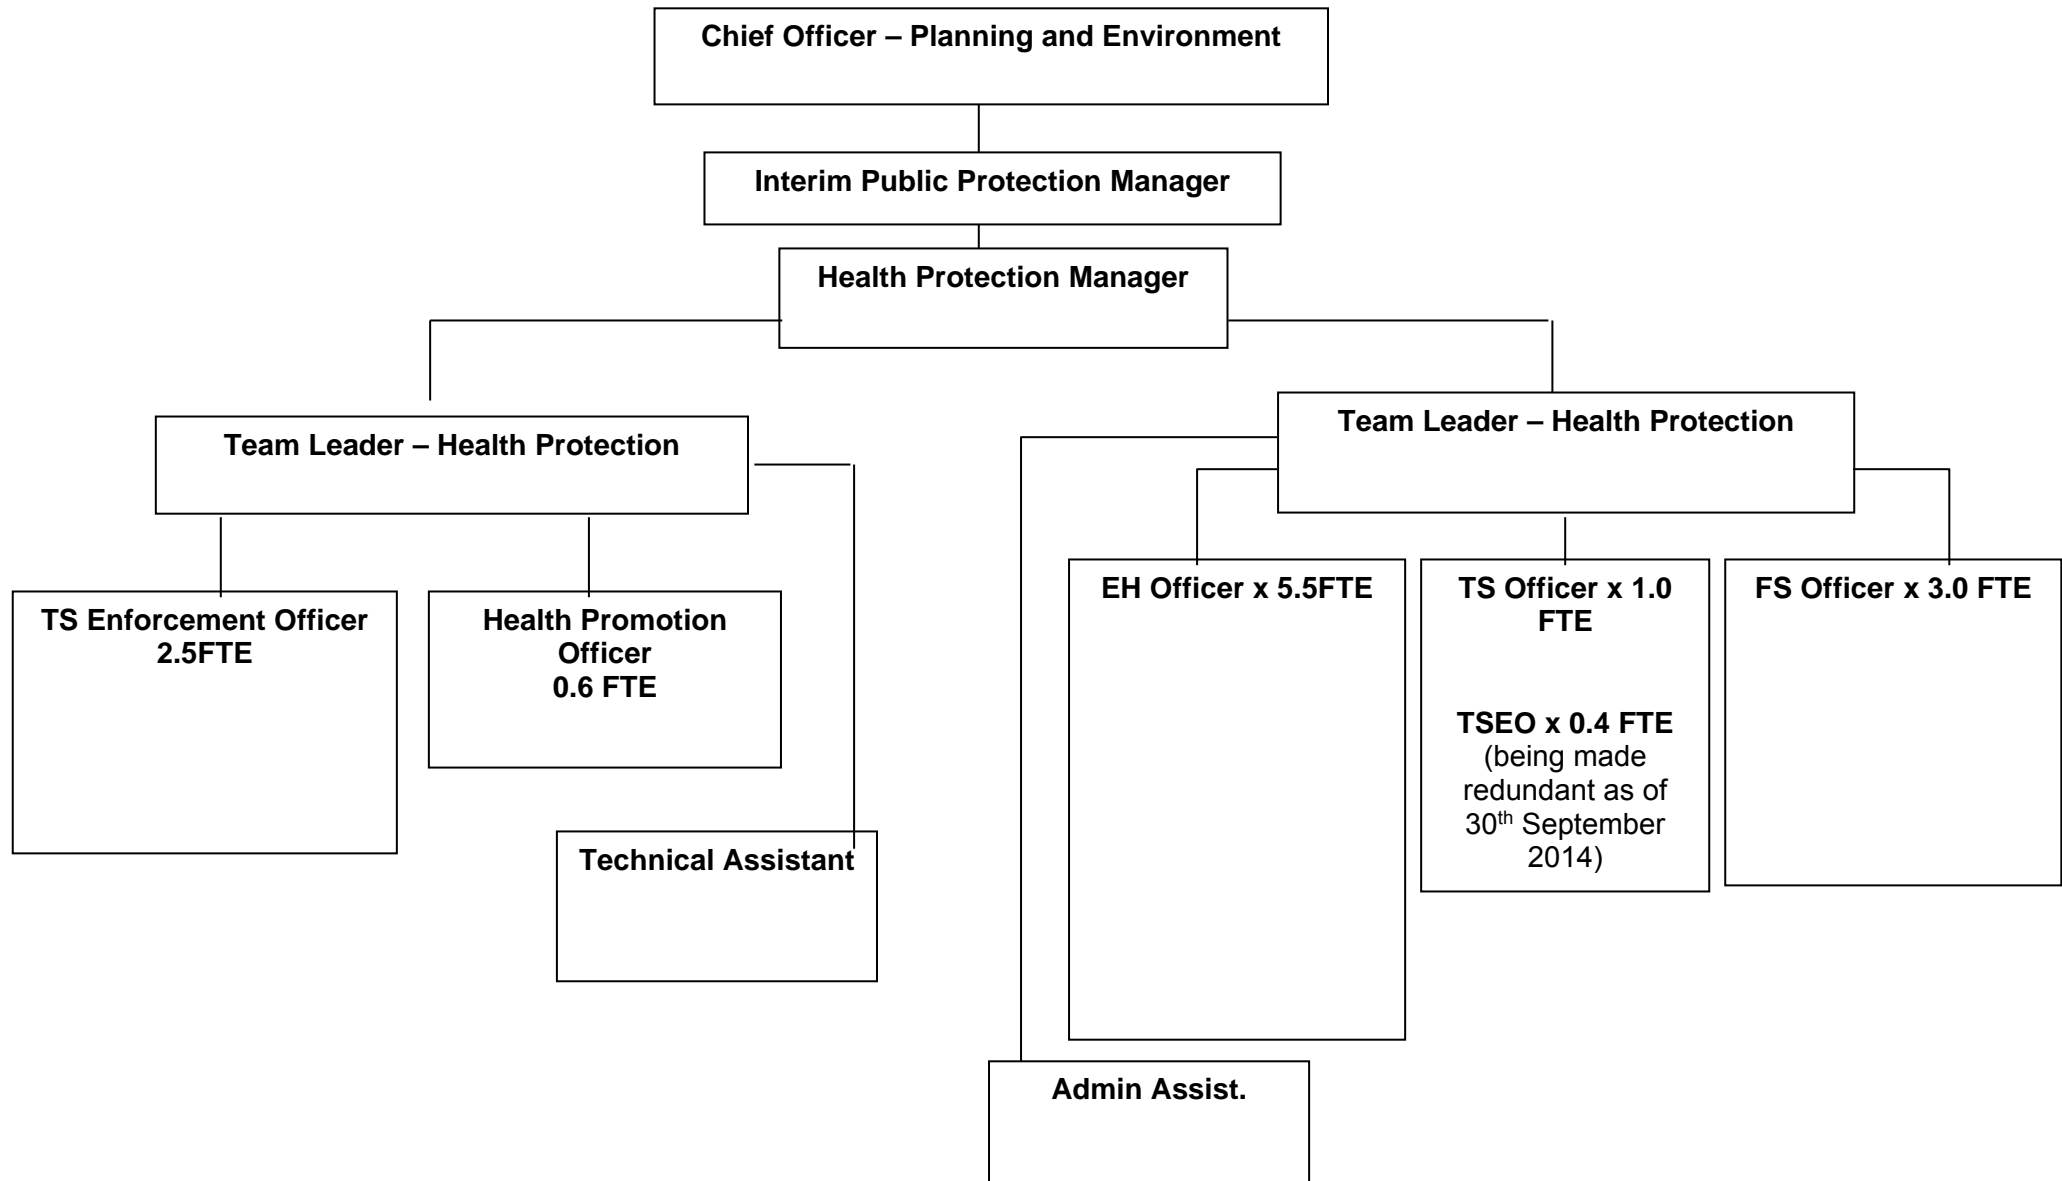 Chief Officer – Planning and Environment
Interim Public Protection Manager
Health Protection Manager
Team Leader – Health Protection
Team Leader – Health Protection
TS Enforcement Officer
2.5FTE
Health Promotion
Officer
0.6 FTE
Technical Assistant
EH Officer x 5.5FTE
TS Officer x 1.0
FTE
TSEO x 0.4 FTE
(being made
redundant as of
30th September
2014)
FS Officer x 3.0 FTE
Admin Assist.